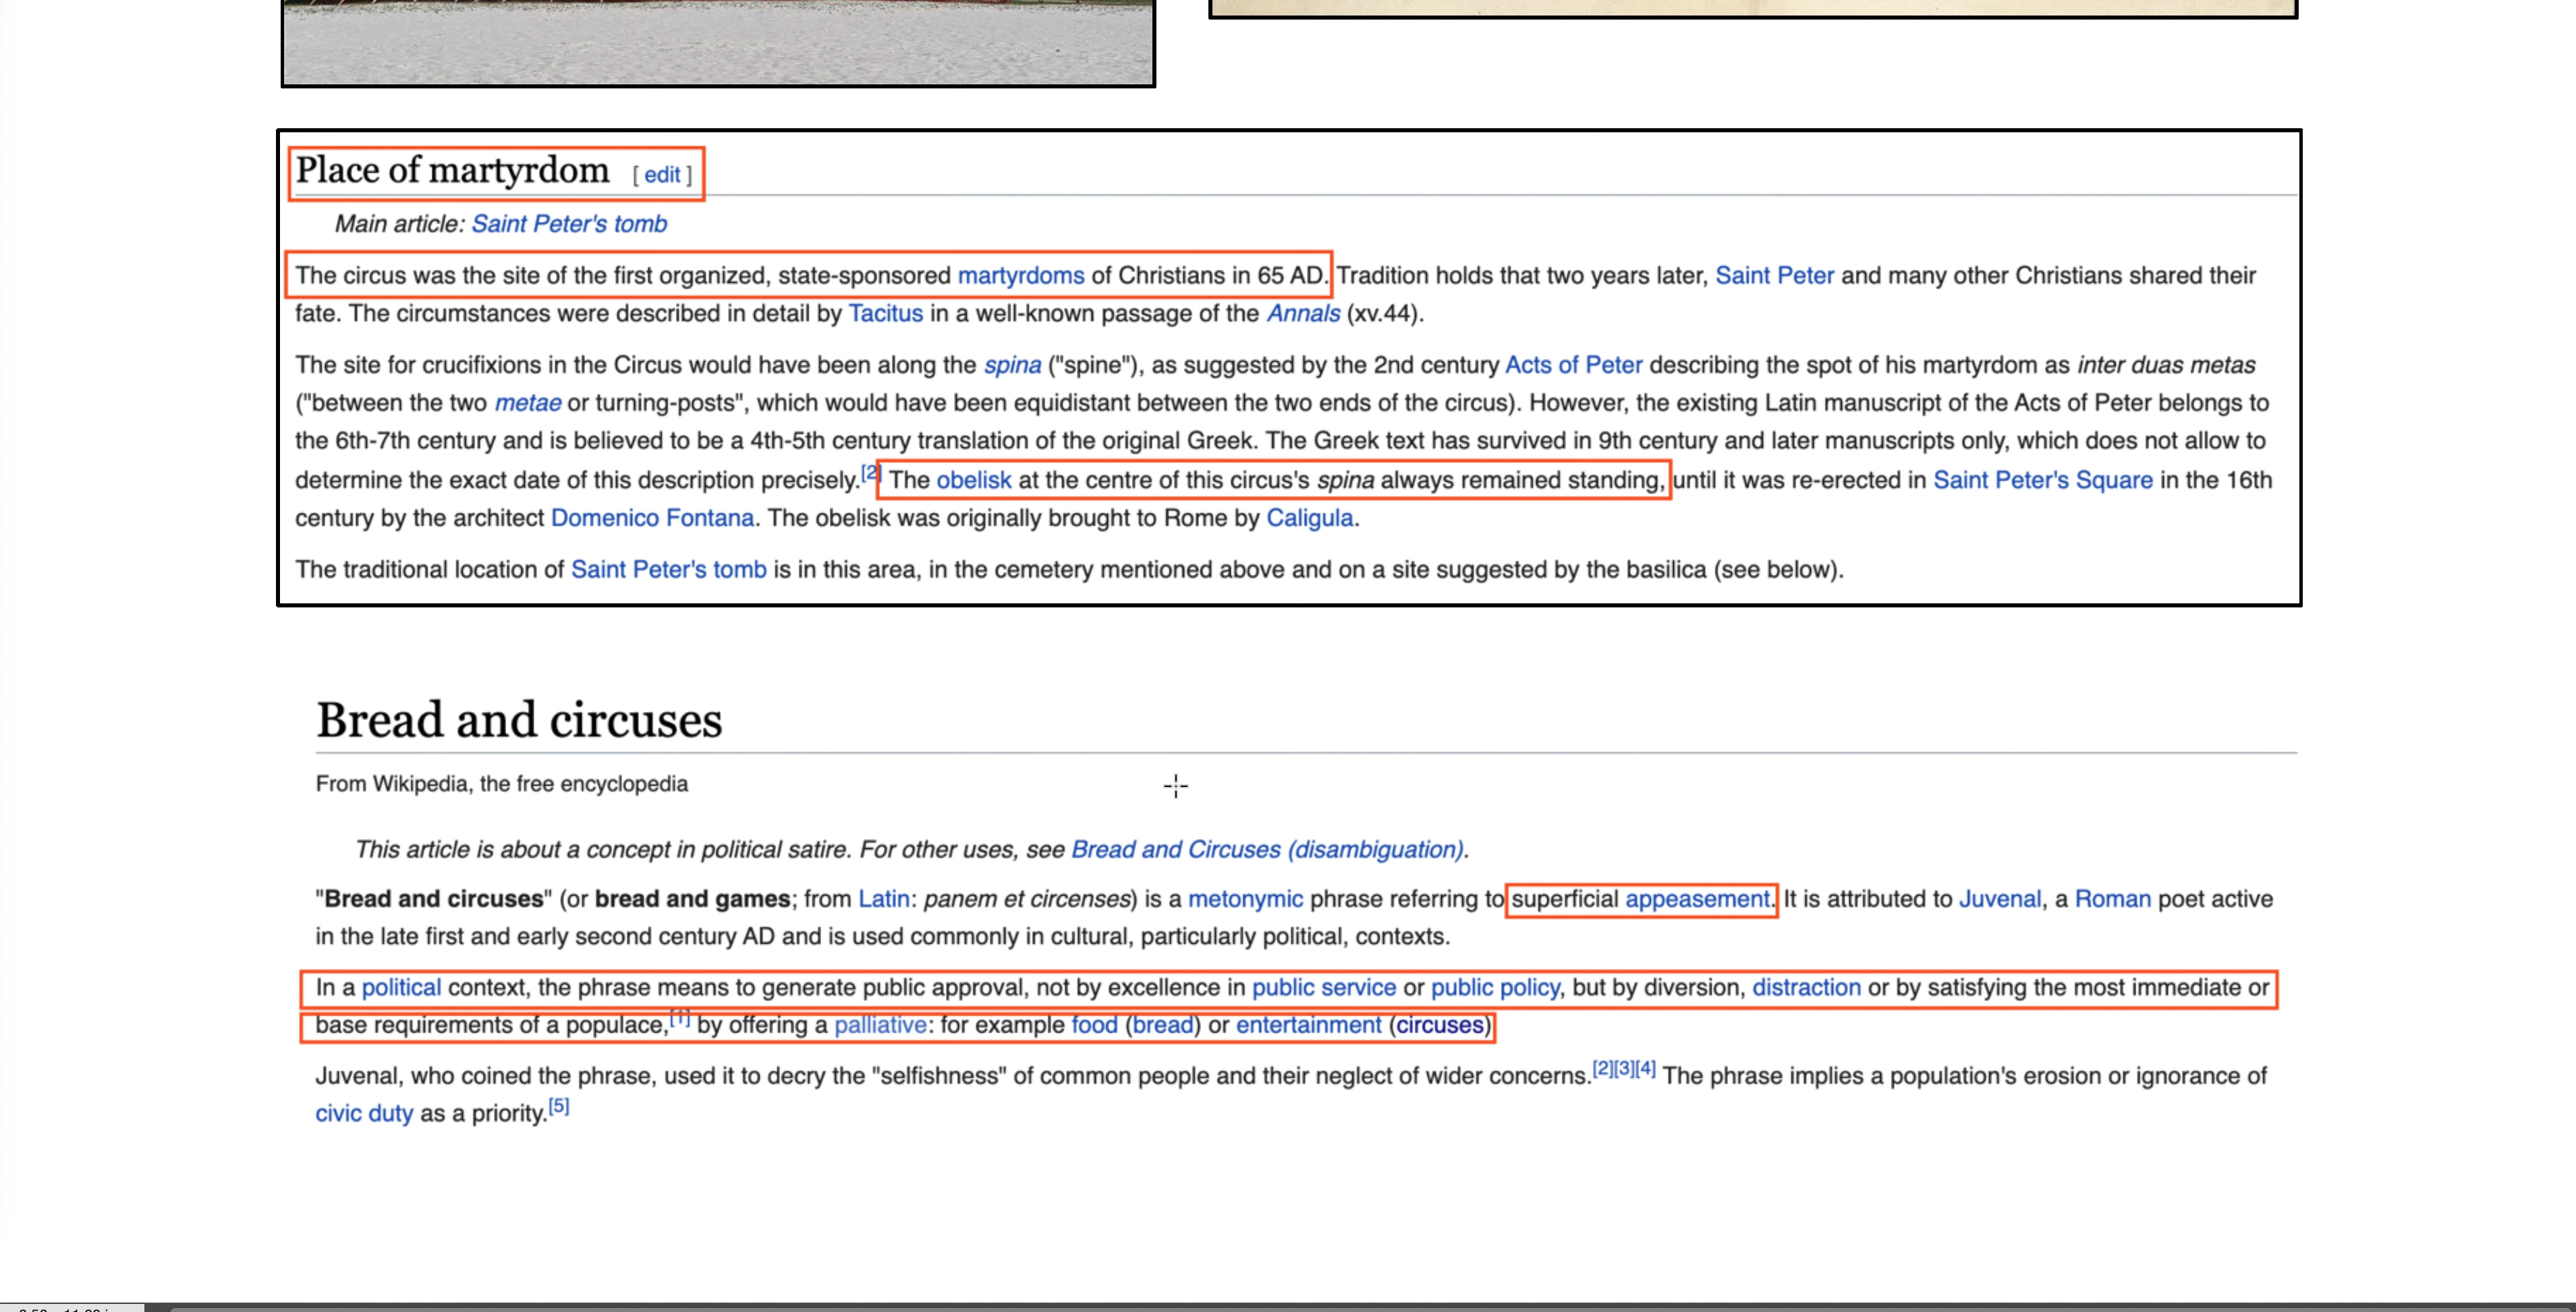 Place of martyrdom [ edit ]
Main article: Saint Peter's tomb
The circus was the site of the first organized, state-sponsored martyrdoms of Christians in 65 AD. Tradition holds that two years later, Saint Peter and many other Christians shared their
fate. The circumstances were described in detail by Tacitus in a well-known passage of the Annals (xv.44).
The site for crucifixions in the Circus would have been along the spina ("spine"), as suggested by the 2nd century Acts of Peter describing the spot of his martyrdom as inter duas metas
("between the two metae or turning-posts", which would have been equidistant between the two ends of the circus). However, the existing Latin manuscript of the Acts of Peter belongs to
the 6th-7th century and is believed to be a 4th-5th century translation of the original Greek. The Greek text has survived in 9th century and later manuscripts only, which does not allow to
determine the exact date of this description precisely.[2] The obelisk at the centre of this circus's spina always remained standing, until it was re-erected in Saint Peter's Square in the 16th
century by the architect Domenico Fontana. The obelisk was originally brought to Rome by Caligula.
The traditional location of Saint Peter's tomb is in this area, in the cemetery mentioned above and on a site suggested by the basilica (see below).
Bread and circuses
From Wikipedia, the free encyclopedia
This article is about a concept in political satire. For other uses, see Bread and Circuses (disambiguation).
"Bread and circuses" (or bread and games; from Latin: panem et circenses) is a metonymic phrase referring to superficial appeasement. It is attributed to Juvenal, a Roman poet active
in the late first and early second century AD and is used commonly in cultural, particularly political, contexts.
In a political context, the phrase means to generate public approval, not by excellence in public service or public policy, but by diversion, distraction or by satisfying the most immediate or
base requirements of a populace,[1] by offering a palliative: for example food (bread) or entertainment (circuses)
Juvenal, who coined the phrase, used it to decry the "selfishness" of common people and their neglect of wider concerns.[2][3][4] The phrase implies a population's erosion or ignorance of
civic duty as a priority.[5]